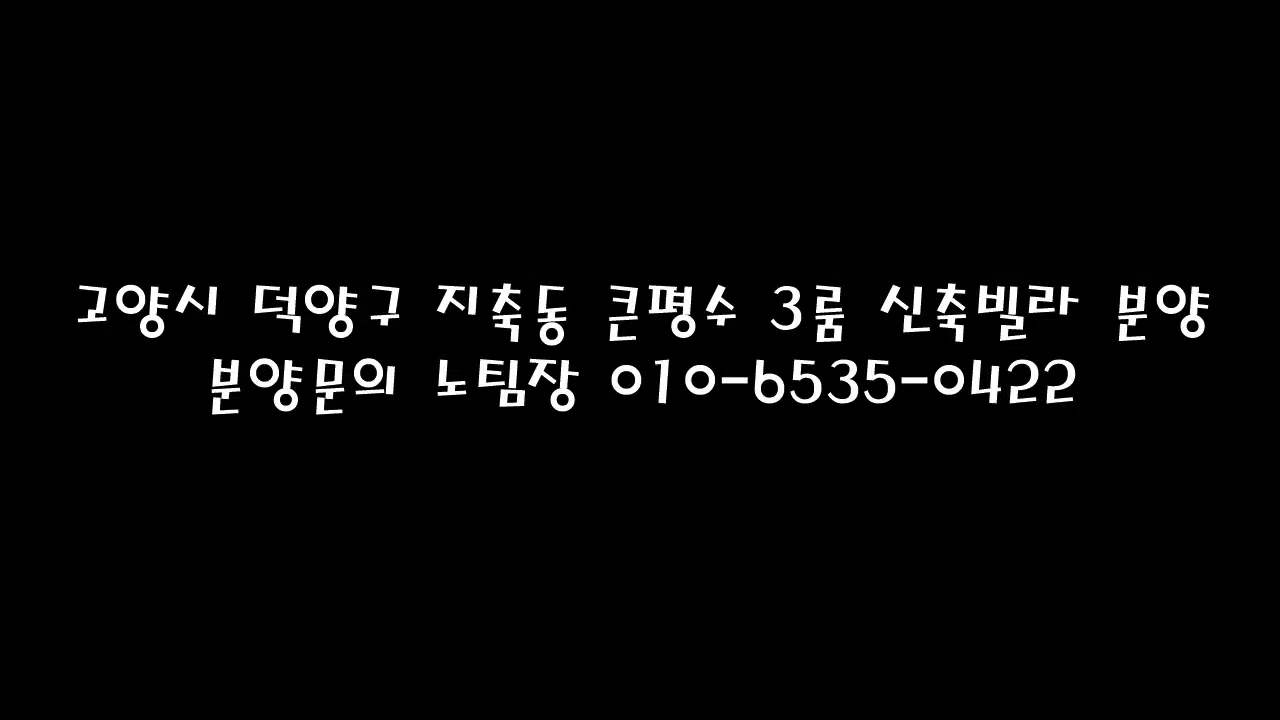 고양시 덕양구 지축동 큰평수 3룸 신축빌라 분양
분양문의 노팀장 010-6535-0422